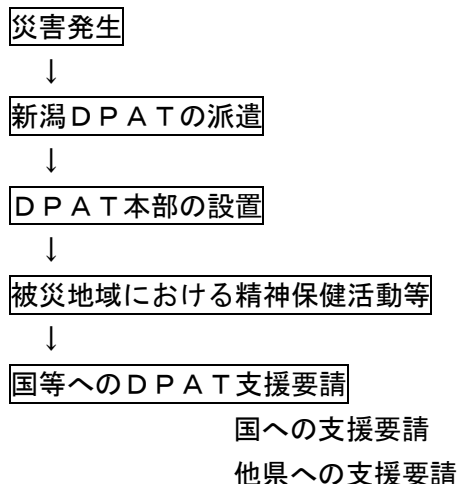 災害発生
↓
新潟ＤＰＡＴの派遣
↓
ＤＰＡＴ本部の設置
↓
被災地域における精神保健活動等
↓
国等へのＤＰＡＴ支援要請
国への支援要請
他県への支援要請